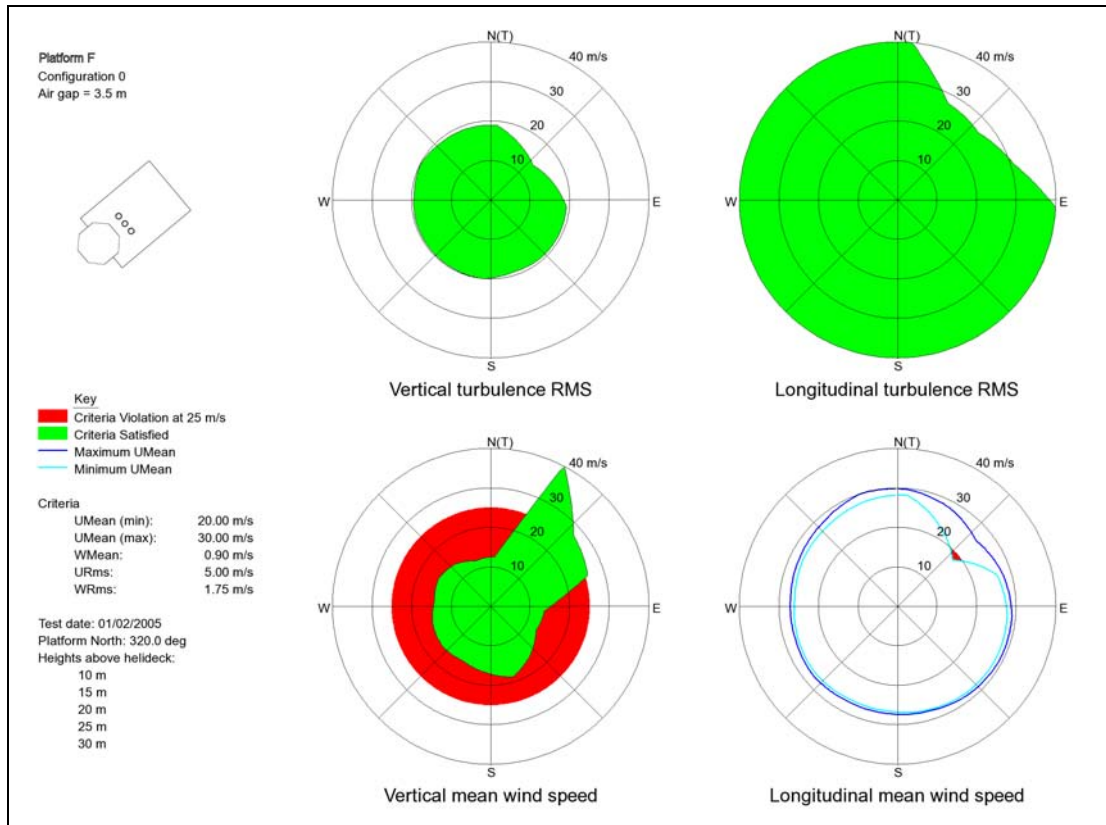 Platform F
Configuration 0
Air gap = 3.5 m
N(T)
40 m/s
30
20
10
W
E
S
Vertical turbulence RMS
N(T)
40 m/s
30
20
10
W
E
S
Longitudinal turbulence RMS
Key
Criteria Violation at 25 m/s
Criteria Satisfied
Maximum UMean
Minimum UMean
Criteria
UMean (min): 20.00 m/s
UMean (max): 30.00 m/s
WMean: 0.90 m/s
URms: 5.00 m/s
WRms: 1.75 m/s
Test date: 01/02/2005
Platform North: 320.0 deg
Heights above helideck:
10 m
15 m
20 m
25 m
30 m
N(T)
40 m/s
30
20
10
W
E
S
Vertical mean wind speed
N(T)
40 m/s
30
20
10
W
E
S
Longitudinal mean wind speed